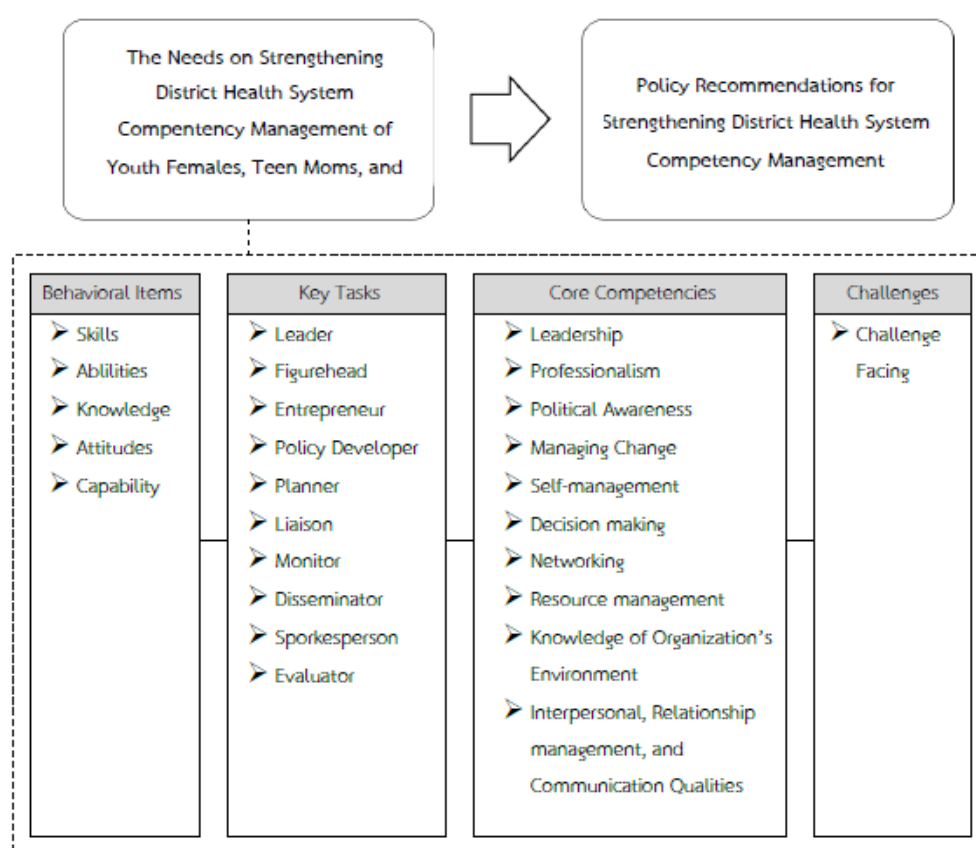 The Needs on Strengthening
District Health System
Compentency Management of
Youth Females, Teen Moms, and
Policy Recommendations for
Strengthening District Health System
Competency Management
Behavioral Items
Skills
Ablilities
Knowledge
Attitudes
Capability
Key Tasks
Leader
Figurehead
Entrepreneur
Policy Developer
Planner
Liaison
Monitor
Disseminator
Sporkesperson
Evaluator
Core Competencies
Leadership
Professionalism
Political Awareness
Managing Change
Self-management
Decision making
Networking
Resource management
Knowledge of Organization's
Environment
Interpersonal, Relationship
management, and
Communication Qualities
Challenges
Challenge
Facing